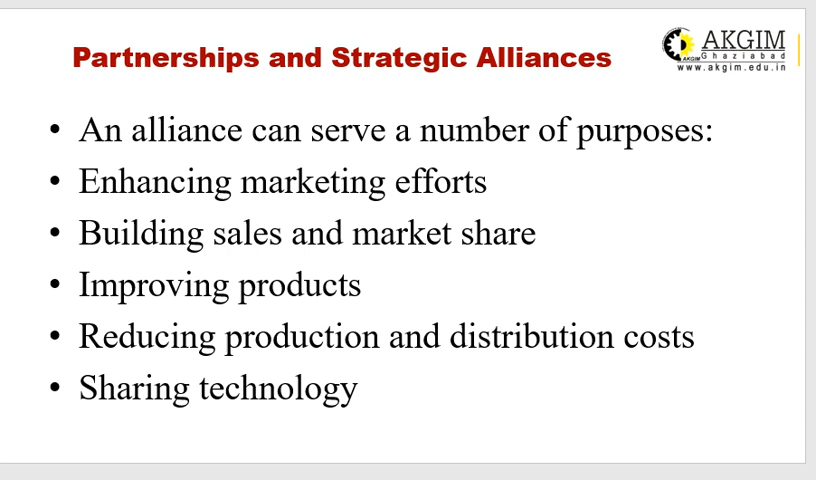 Partnerships and Strategic Alliances
AKGIM
Ghaziabad
AKGIM
www.akgim.edu.in
• An alliance can serve a number of purposes:
• Enhancing marketing efforts
• Building sales and market share
• Improving products
• Reducing production and distribution costs
• Sharing technology